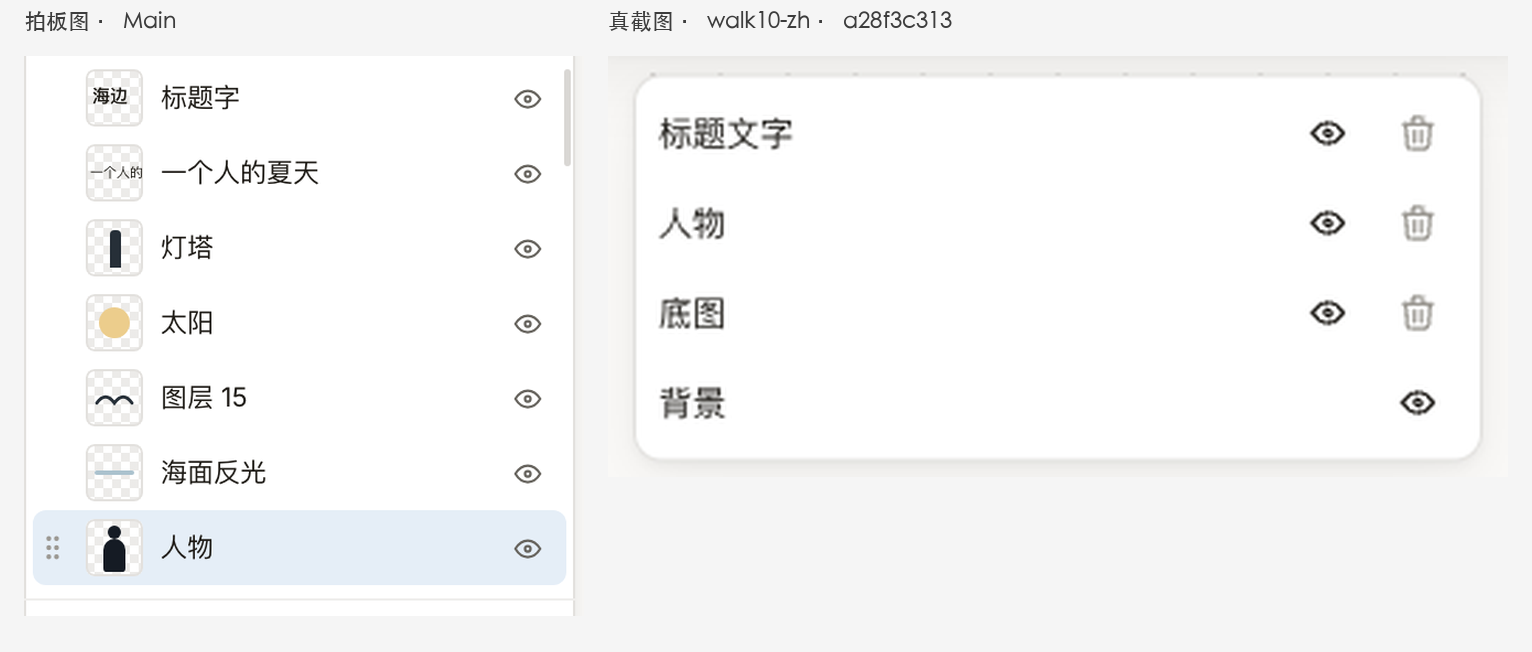 拍板图 · Main
海边 标题字
一个人的 一个人的夏天
灯塔
太阳
图层 15
海面反光
人物
真截图 · walk10-zh · a28f3c313
标题文字
人物
底图
背景